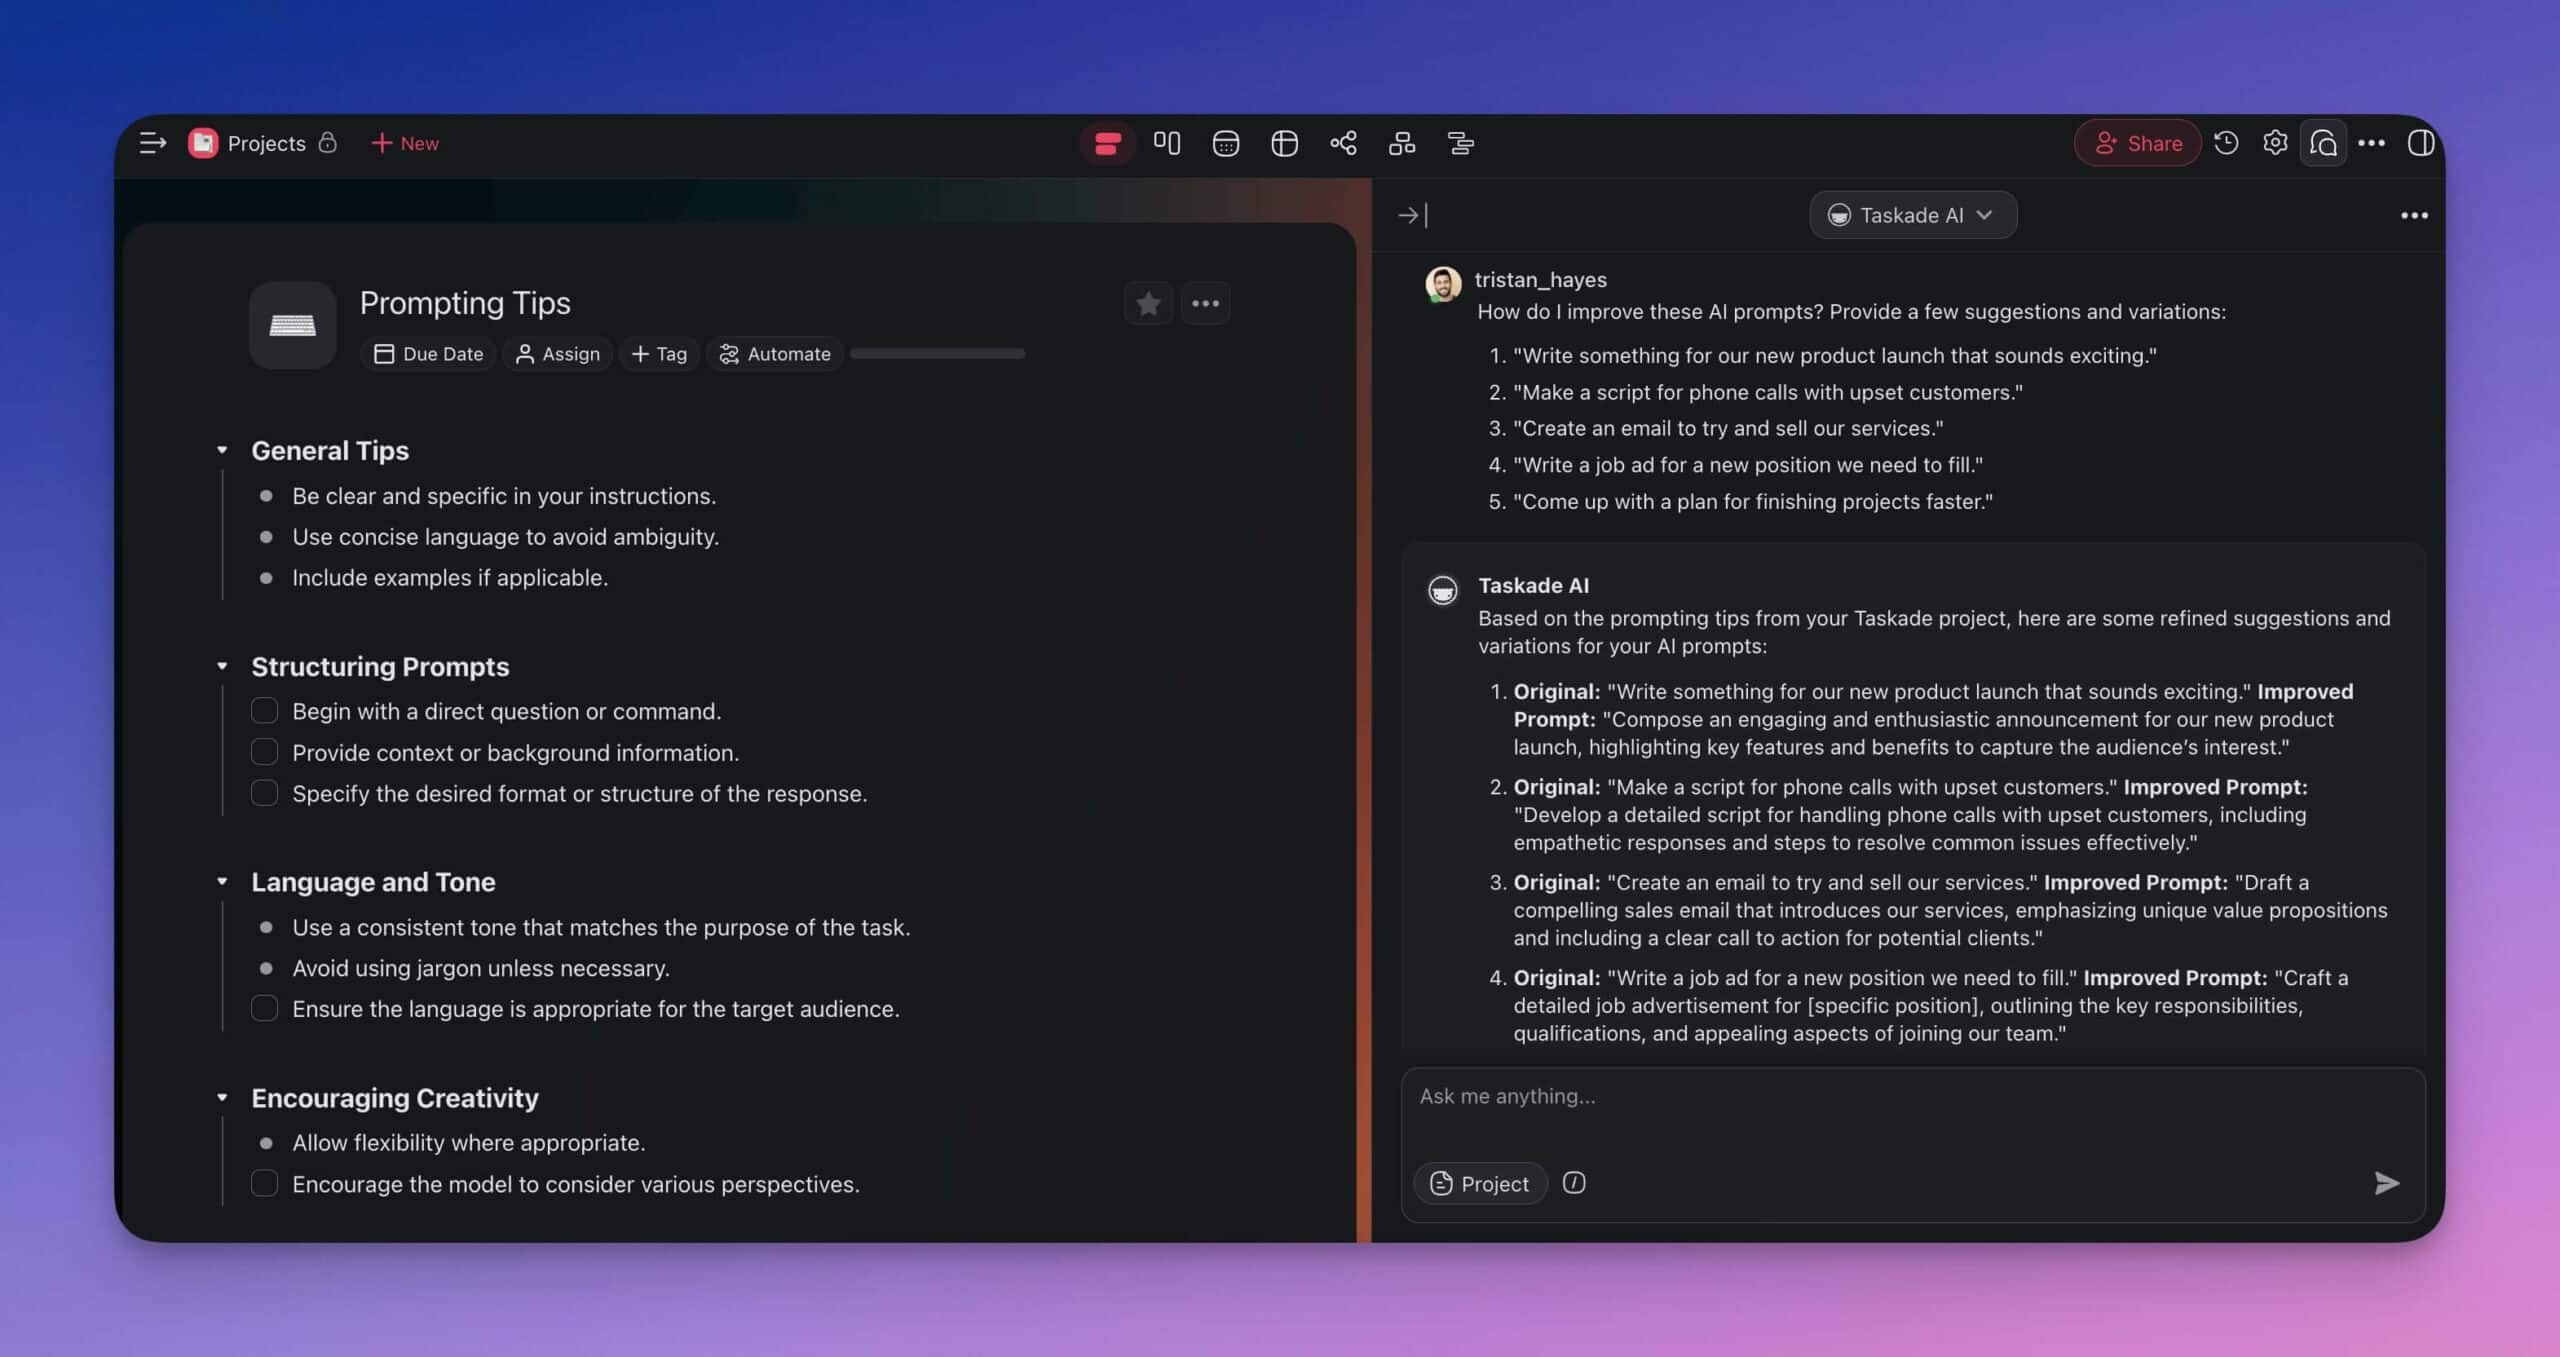 Projects
New
Share
Prompting Tips
Due Date
Assign
Tag
Automate
General Tips
Be clear and specific in your instructions.
Use concise language to avoid ambiguity.
Include examples if applicable.
Structuring Prompts
Begin with a direct question or command.
Provide context or background information.
Specify the desired format or structure of the response.
Language and Tone
Use a consistent tone that matches the purpose of the task.
Avoid using jargon unless necessary.
Ensure the language is appropriate for the target audience.
Encouraging Creativity
Allow flexibility where appropriate.
Encourage the model to consider various perspectives.
Taskade AI
tristan_hayes
How do I improve these AI prompts? Provide a few suggestions and variations:
1. "Write something for our new product launch that sounds exciting."
2. "Make a script for phone calls with upset customers."
3. "Create an email to try and sell our services."
4. "Write a job ad for a new position we need to fill."
5. "Come up with a plan for finishing projects faster."
Taskade AI
Based on the prompting tips from your Taskade project, here are some refined suggestions and
variations for your AI prompts:
1. Original: "Write something for our new product launch that sounds exciting." Improved
Prompt: "Compose an engaging and enthusiastic announcement for our new product
launch, highlighting key features and benefits to capture the audience's interest."
2. Original: "Make a script for phone calls with upset customers." Improved Prompt:
"Develop a detailed script for handling phone calls with upset customers, including
empathetic responses and steps to resolve common issues effectively."
3. Original: "Create an email to try and sell our services." Improved Prompt: "Draft a
compelling sales email that introduces our services, emphasizing unique value propositions
and including a clear call to action for potential clients."
4. Original: "Write a job ad for a new position we need to fill." Improved Prompt: "Craft a
detailed job advertisement for [specific position], outlining the key responsibilities,
qualifications, and appealing aspects of joining our team."
Ask me anything...
Project